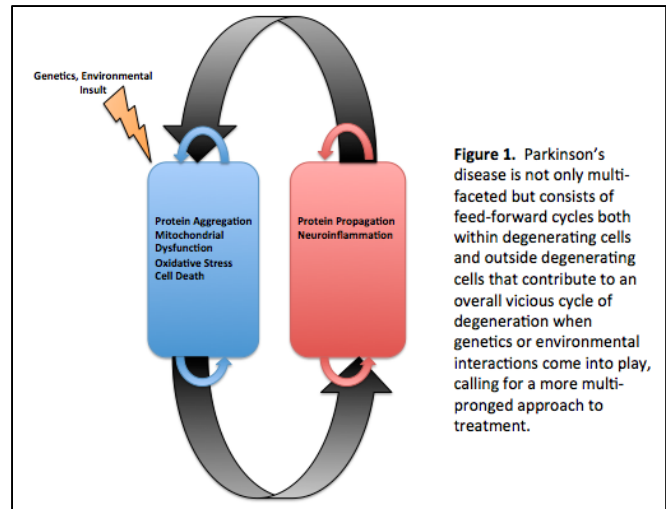 Genetics, Environmental
Insult
Protein Aggregation
Mitochondrial
Dysfunction
Oxidative Stress
Cell Death
Protein Propagation
Neuroinflammation
Figure 1. Parkinson's
disease is not only multi-
faceted but consists of
feed-forward cycles both
within degenerating cells
and outside degenerating
cells that contribute to an
overall vicious cycle of
degeneration when
genetics or environmental
interactions come into play,
calling for a more multi-
pronged approach to
treatment.